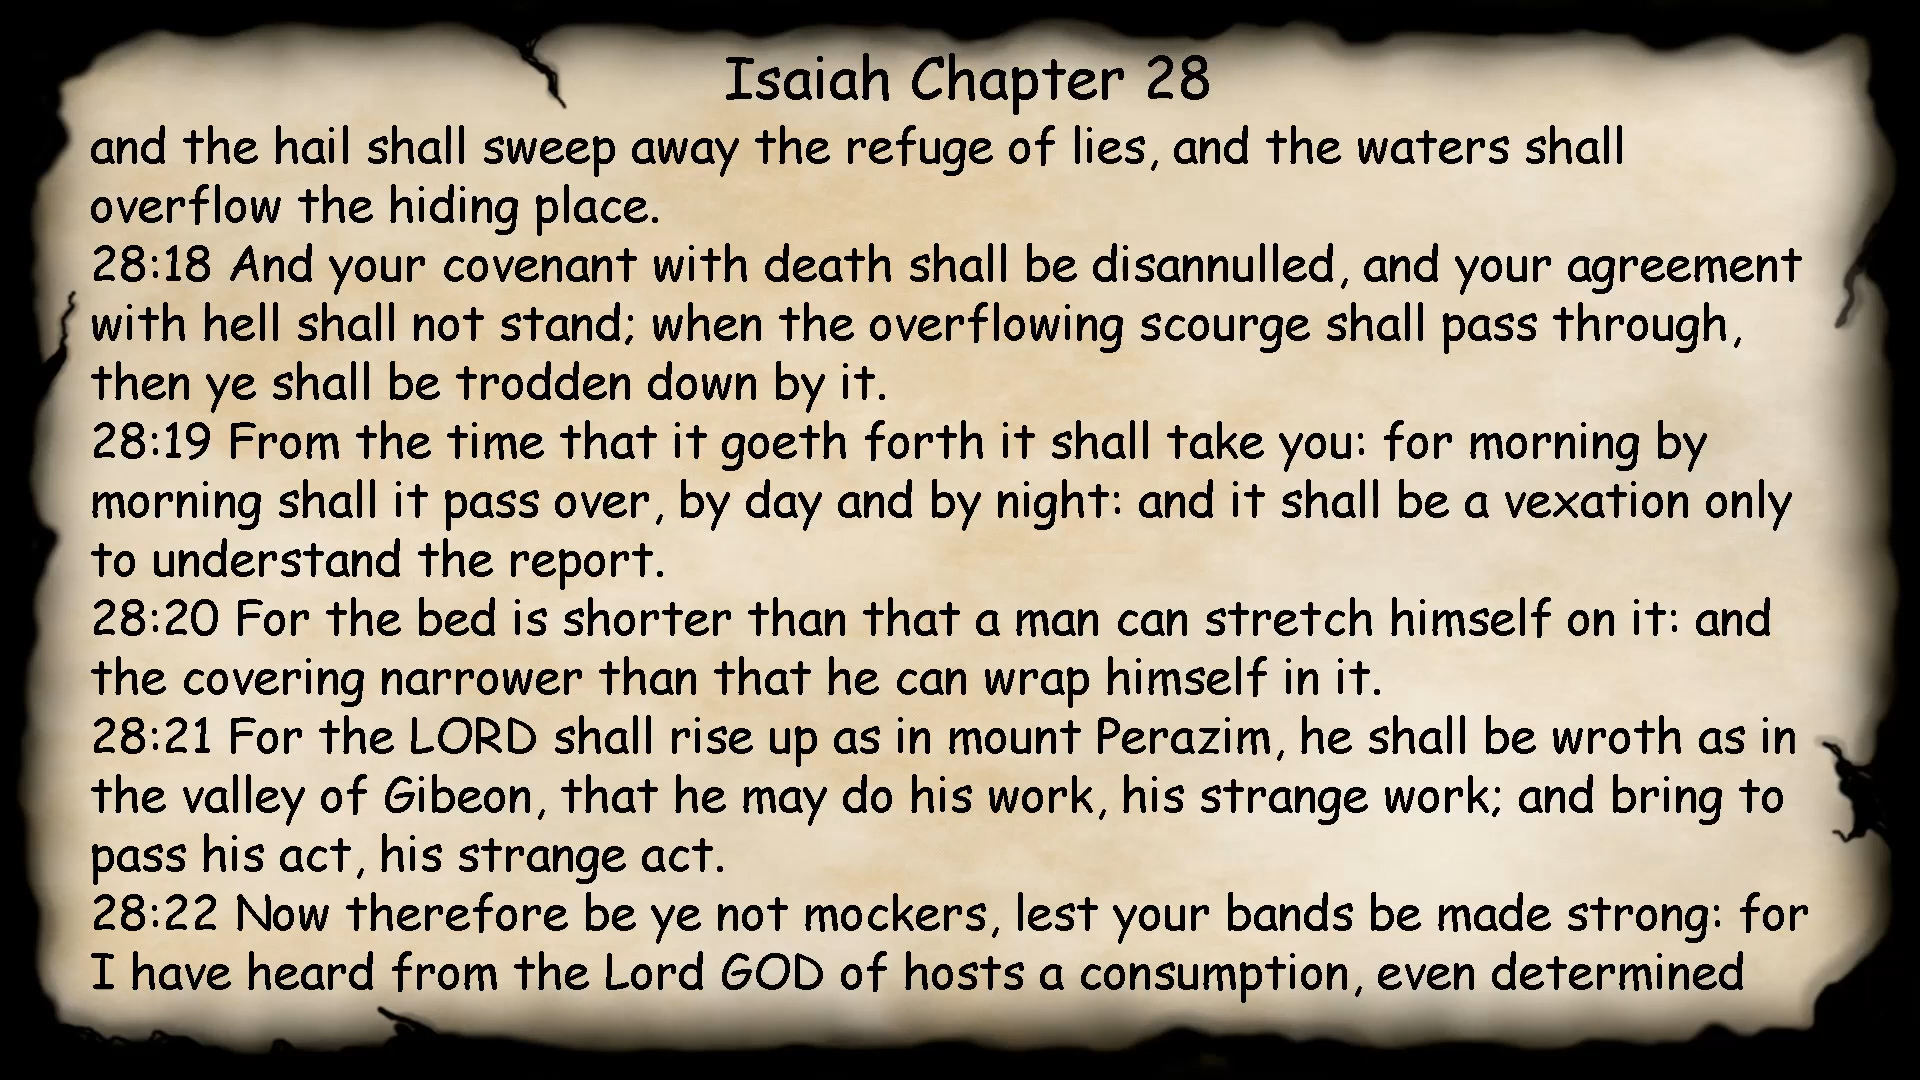 Isaiah Chapter 28
and the hail shall sweep away the refuge of lies, and the waters shall
overflow the hiding place.
28:18 And your covenant with death shall be disannulled, and your agreement
with hell shall not stand; when the overflowing scourge shall pass through,
then ye shall be trodden down by it.
28:19 From the time that it goeth forth it shall take you: for morning by
morning shall it pass over, by day and by night: and it shall be a vexation only
to understand the report.
28:20 For the bed is shorter than that a man can stretch himself on it: and
the covering narrower than that he can wrap himself in it.
28:21 For the LORD shall rise up as in mount Perazim, he shall be wroth as in
the valley of Gibeon, that he may do his work, his strange work; and bring to
pass his act, his strange act.
28:22 Now therefore be ye not mockers, lest your bands be made strong: for
I have heard from the Lord GOD of hosts a consumption, even determined